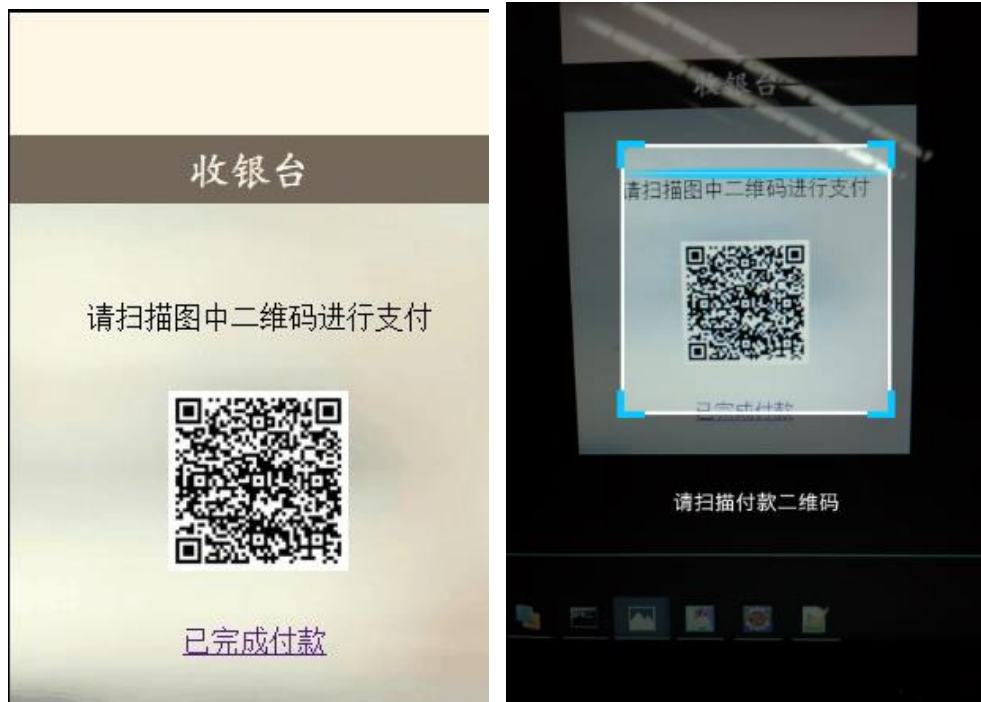 收银台
请扫描图中二维码进行支付
已完成付款
收银台
请扫描图中二维码进行支付
已完成付款
请扫描付款二维码